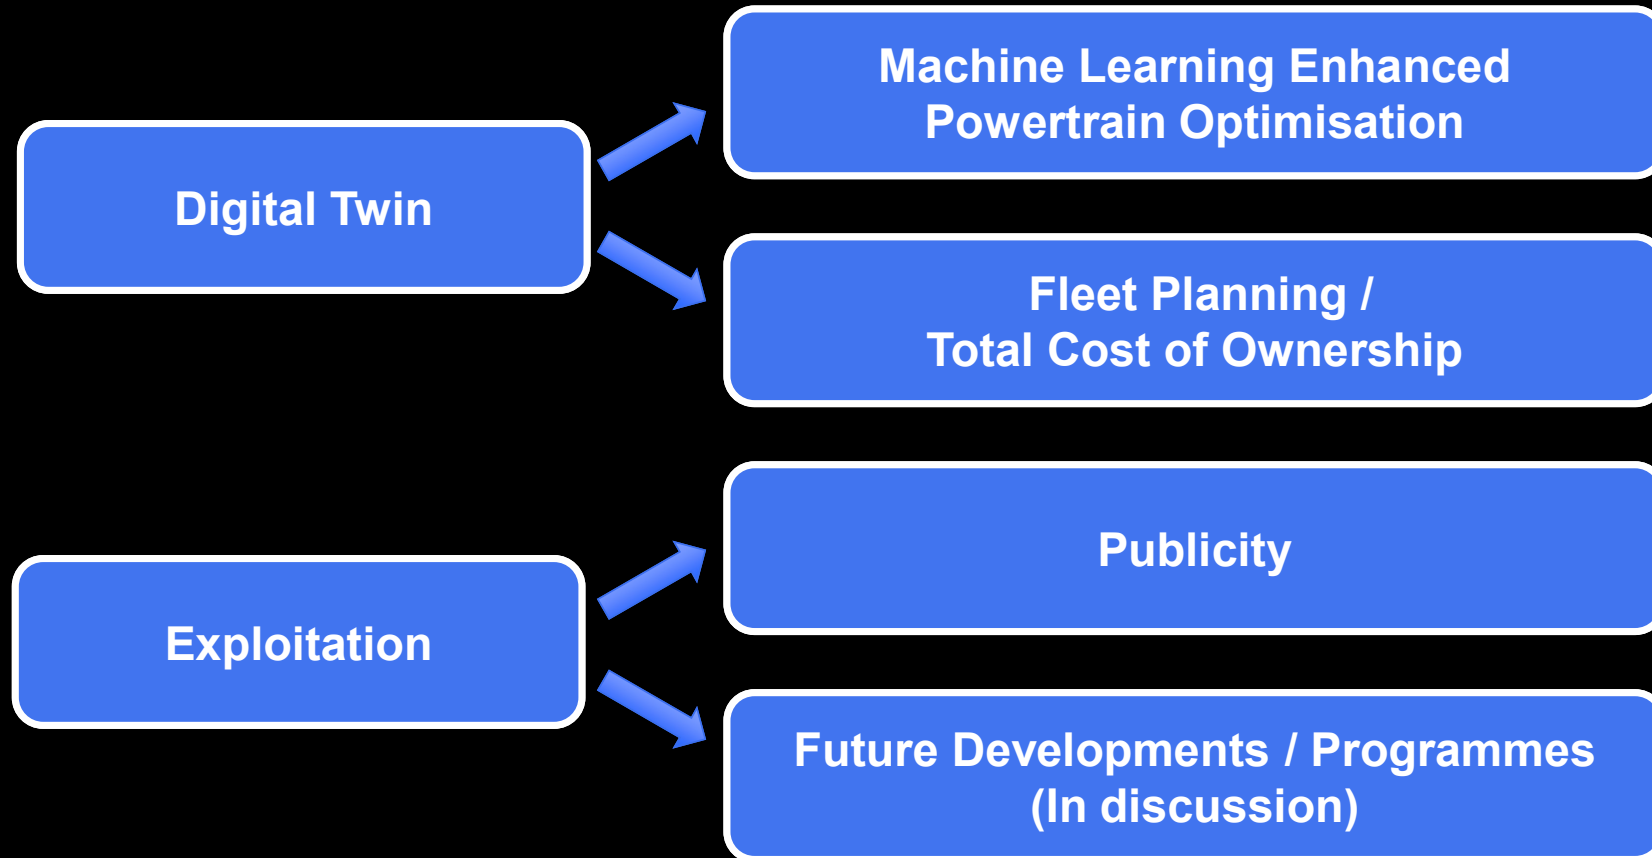 Digital Twin
Machine Learning Enhanced
Powertrain Optimisation
Fleet Planning /
Total Cost of Ownership
Exploitation
Publicity
Future Developments / Programmes
(In discussion)